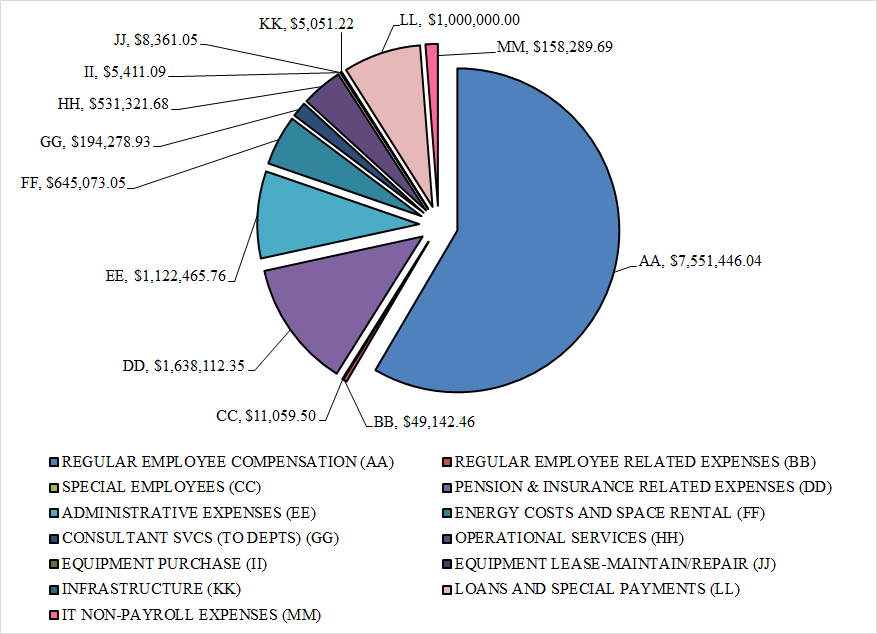 KK, $5,051.22
LL, $1,000,000.00
JJ, $8,361.05
MM, $158,289.69
II, $5,411.09
HH, $531,321.68
GG, $194,278.93
FF, $645,073.05
AA, $7,551,446.04
EE, $1,122,465.76
DD, $1,638,112.35
CC, $11,059.50
BB, $49,142.46
REGULAR EMPLOYEE COMPENSATION (AA)
REGULAR EMPLOYEE RELATED EXPENSES (BB)
SPECIAL EMPLOYEES (CC)
PENSION & INSURANCE RELATED EXPENSES (DD)
ADMINISTRATIVE EXPENSES (EE)
ENERGY COSTS AND SPACE RENTAL (FF)
CONSULTANT SVCS (TO DEPTS) (GG)
OPERATIONAL SERVICES (HH)
EQUIPMENT PURCHASE (II)
EQUIPMENT LEASE-MAINTAIN/REPAIR (JJ)
INFRASTRUCTURE (KK)
LOANS AND SPECIAL PAYMENTS (LL)
IT NON-PAYROLL EXPENSES (MM)